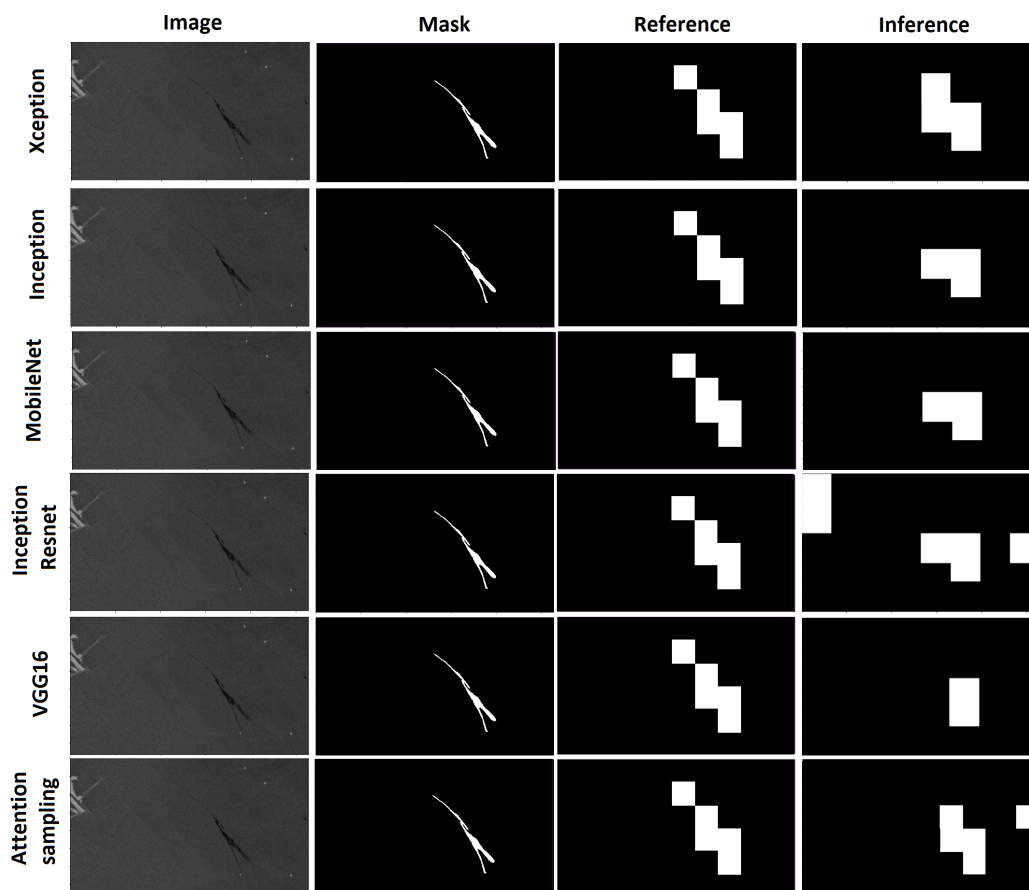 Image Mask Reference Inference
Xception
Inception
MobileNet
Inception
Resnet
VGG16
Attention
sampling